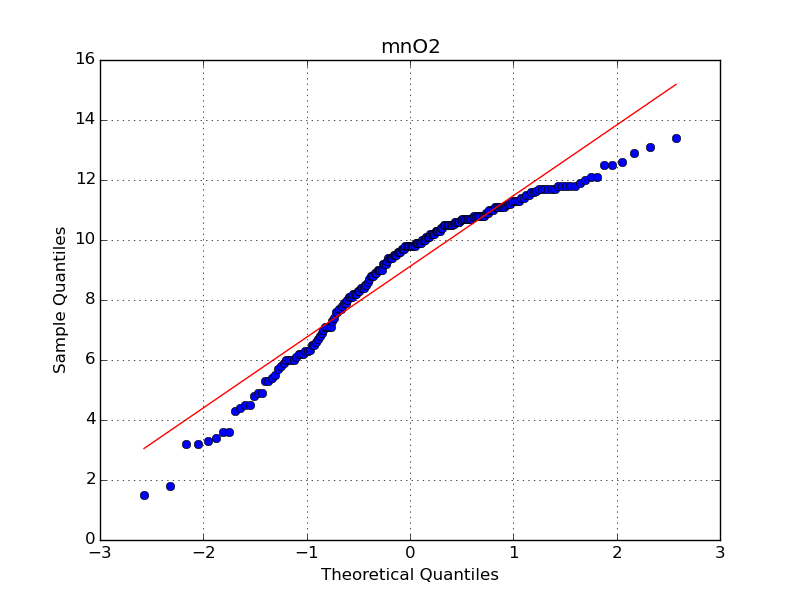 mnO2
16
14
12
10
8
6
4
2
0
Sample Quantiles
−3 −2 −1 0 1 2 3
Theoretical Quantiles